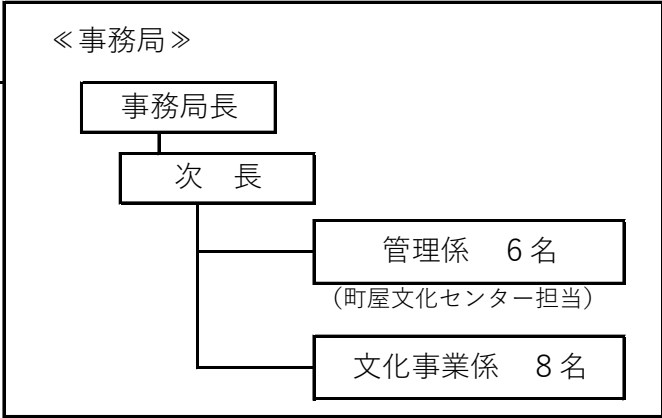 ≪事務局≫
事務局長
次　長
管理係　６名
（町屋文化センター担当）
文化事業係　８名